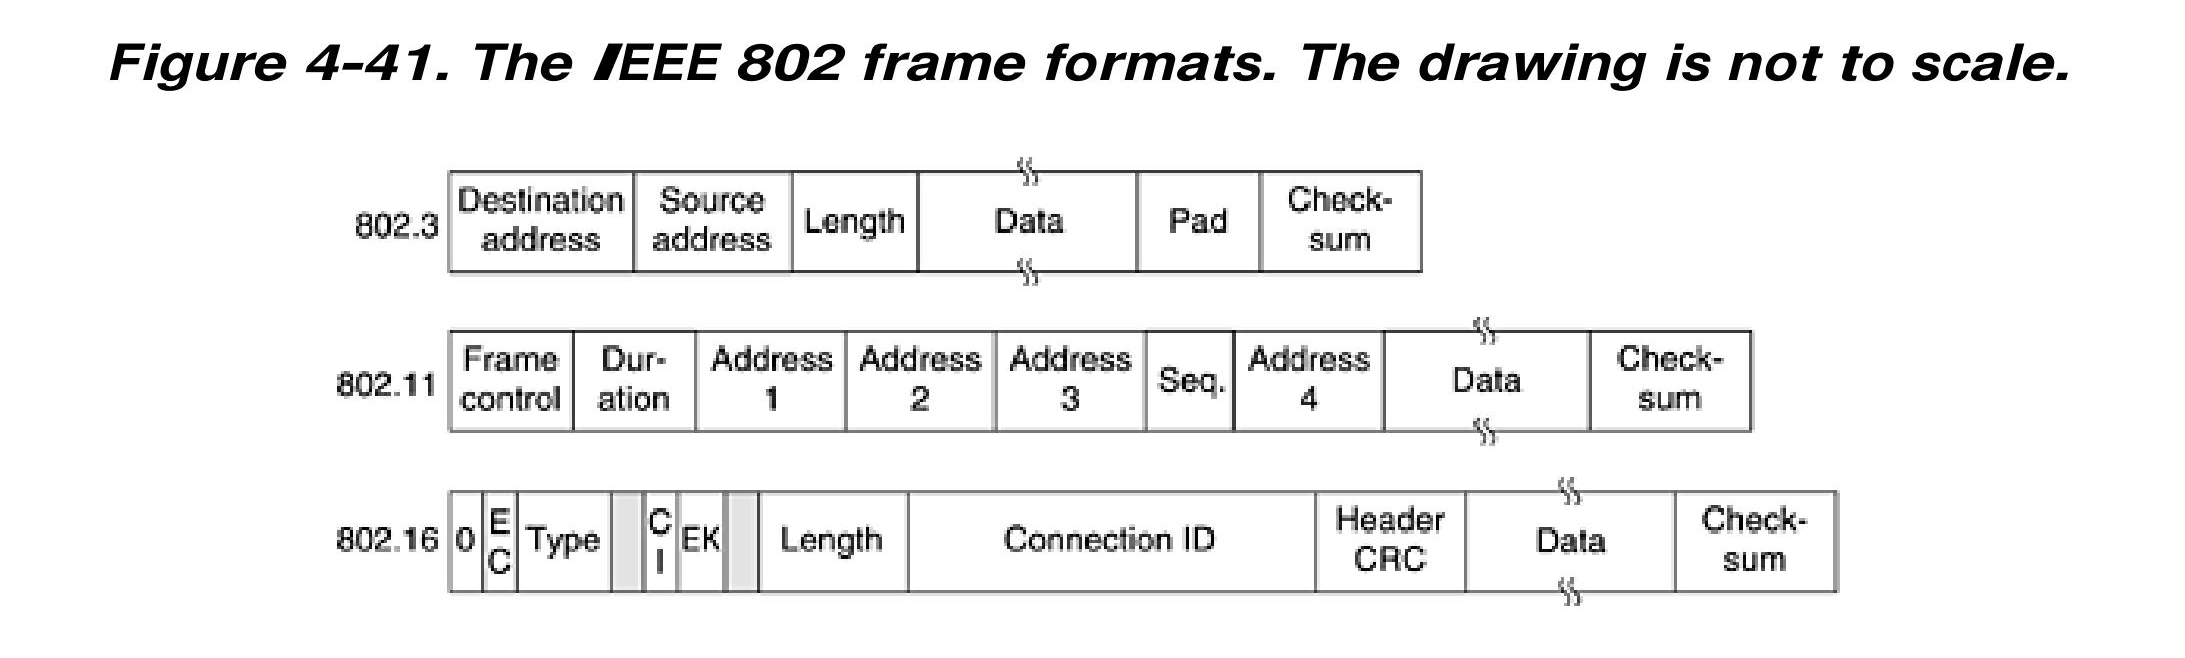 Figure 4-41. The IEEE 802 frame formats. The drawing is not to scale.
802.3 Destination address Source address Length Data Pad Check-sum
802.11 Frame control Dur-ation Address 1 Address 2 Address 3 Seq. Address 4 Data Check-sum
802.16 0 EC Type CI EK Length Connection ID Header CRC Data Check-sum